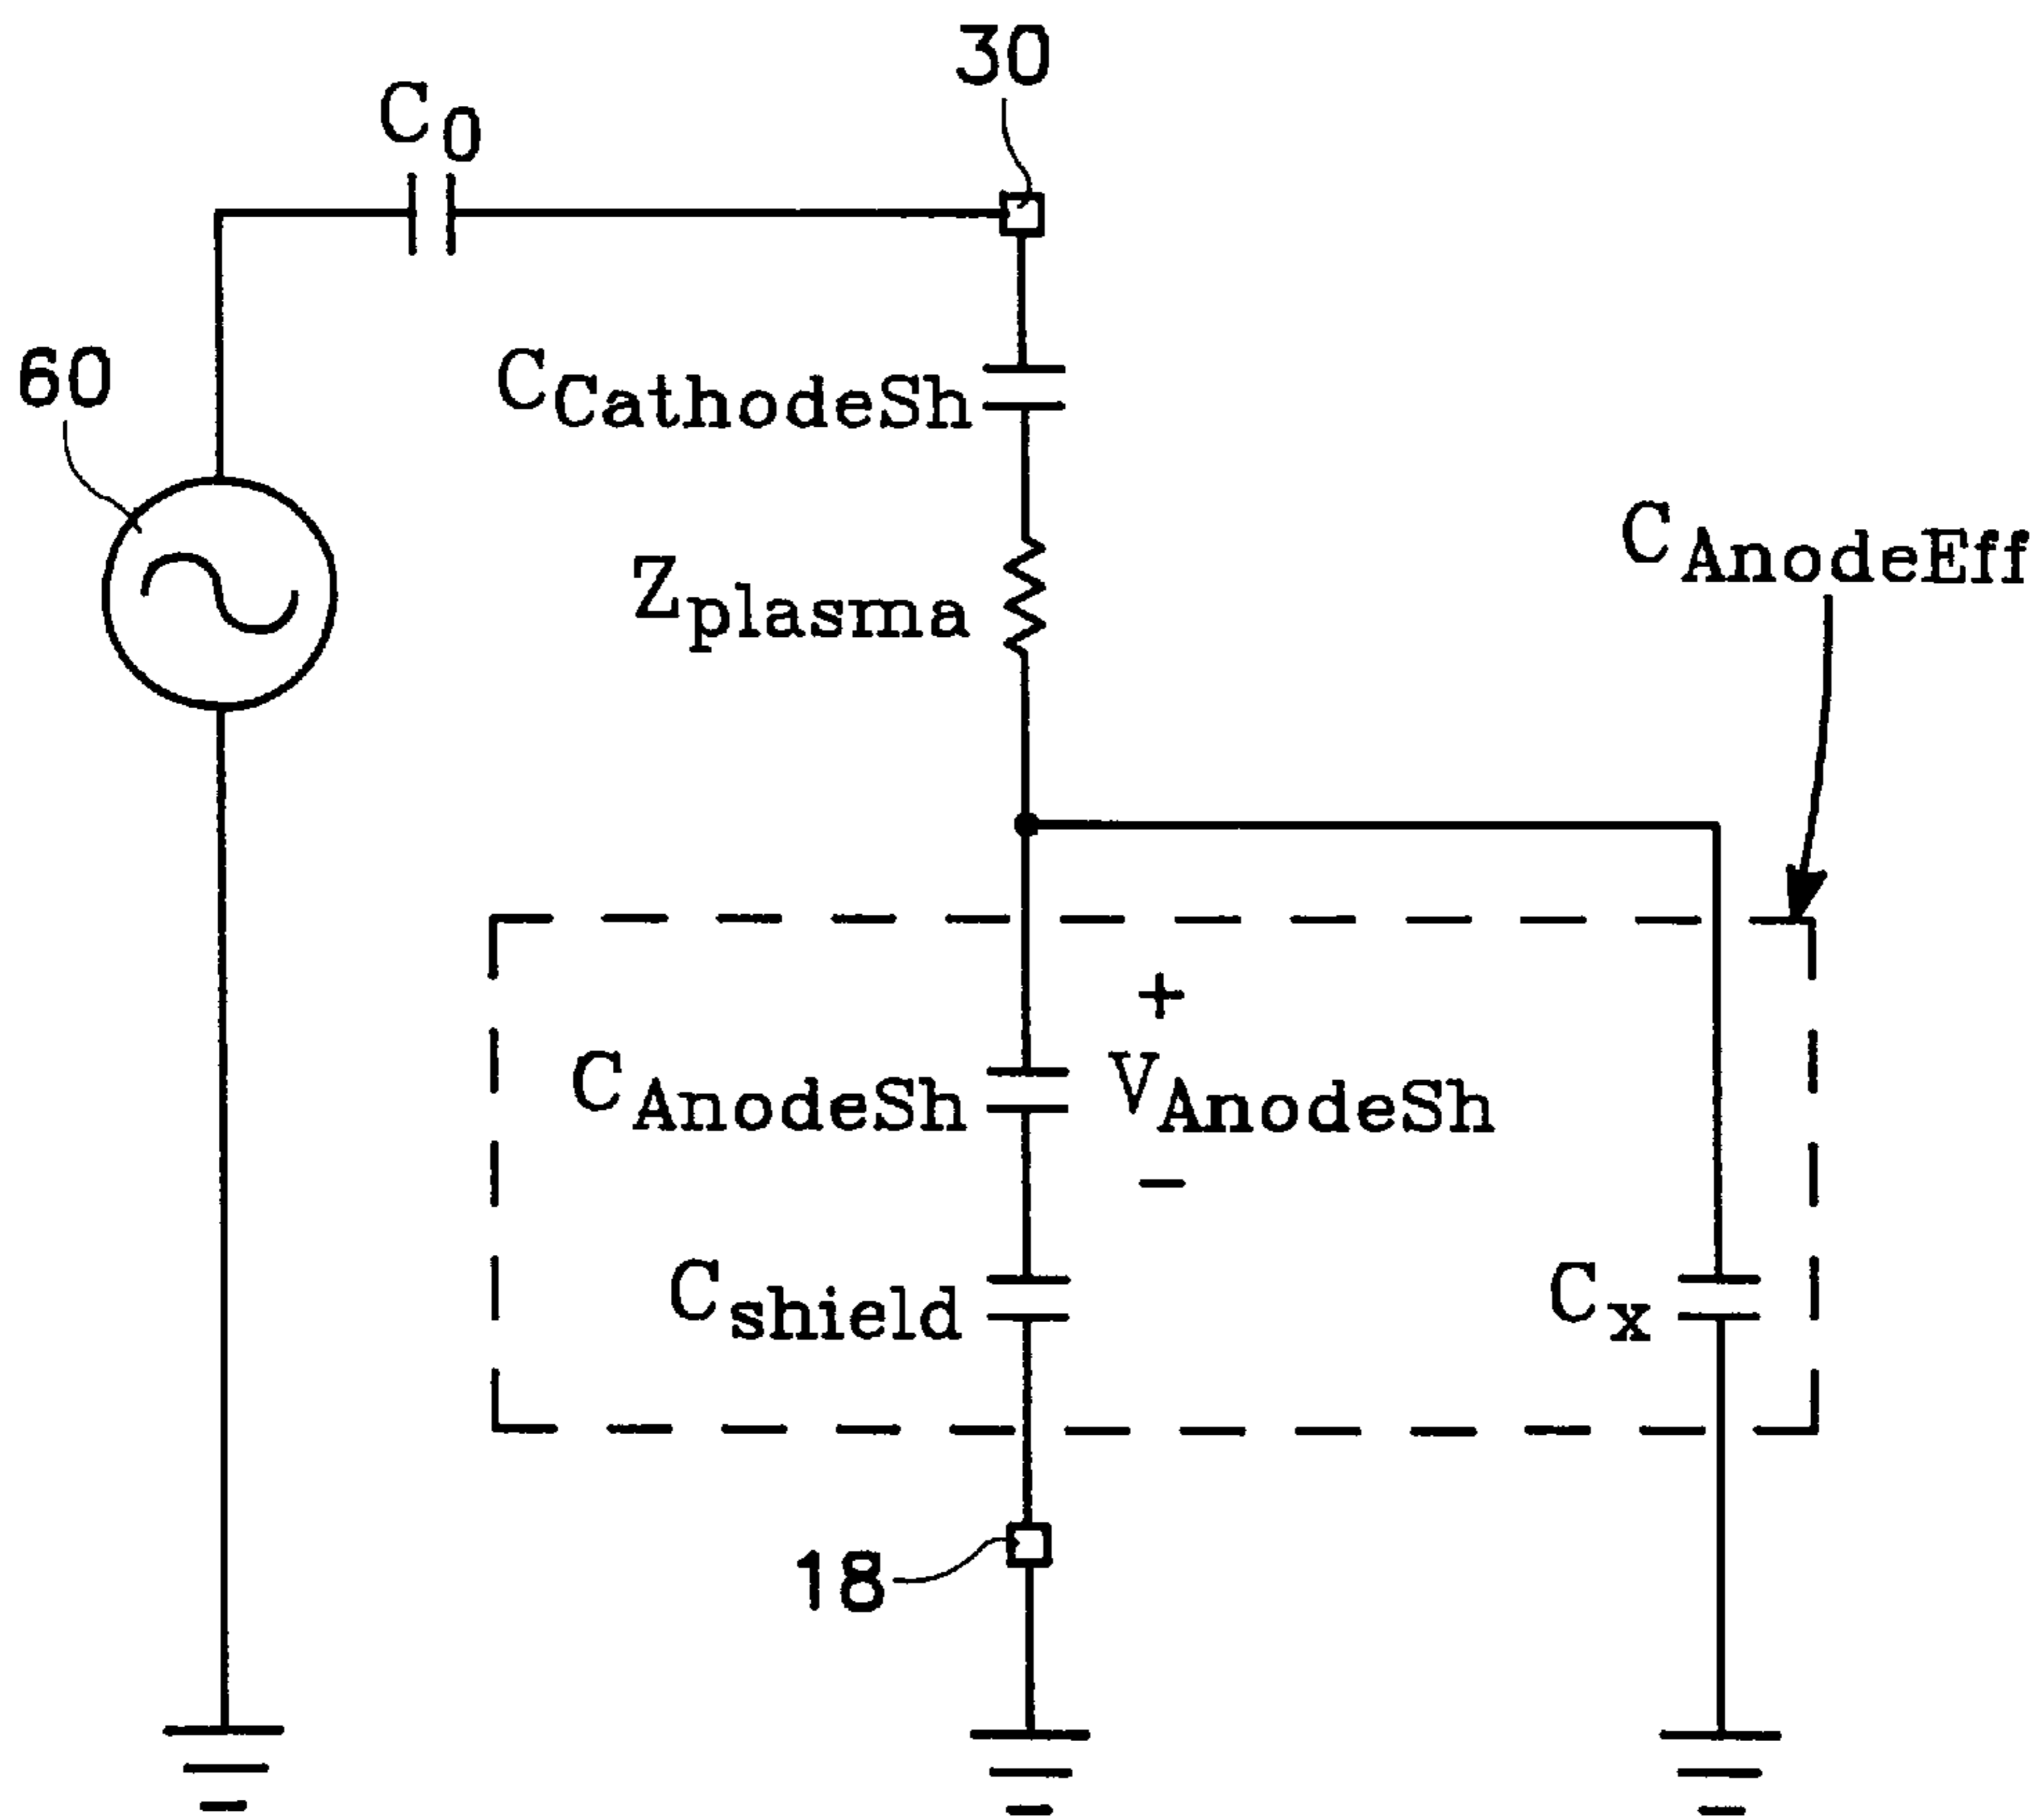 30
C0
60
CCathodeSh
CAnodeEff
Zplasma
+
CAnodeSh
VAnodeSh
−
Cshield
Cx
18